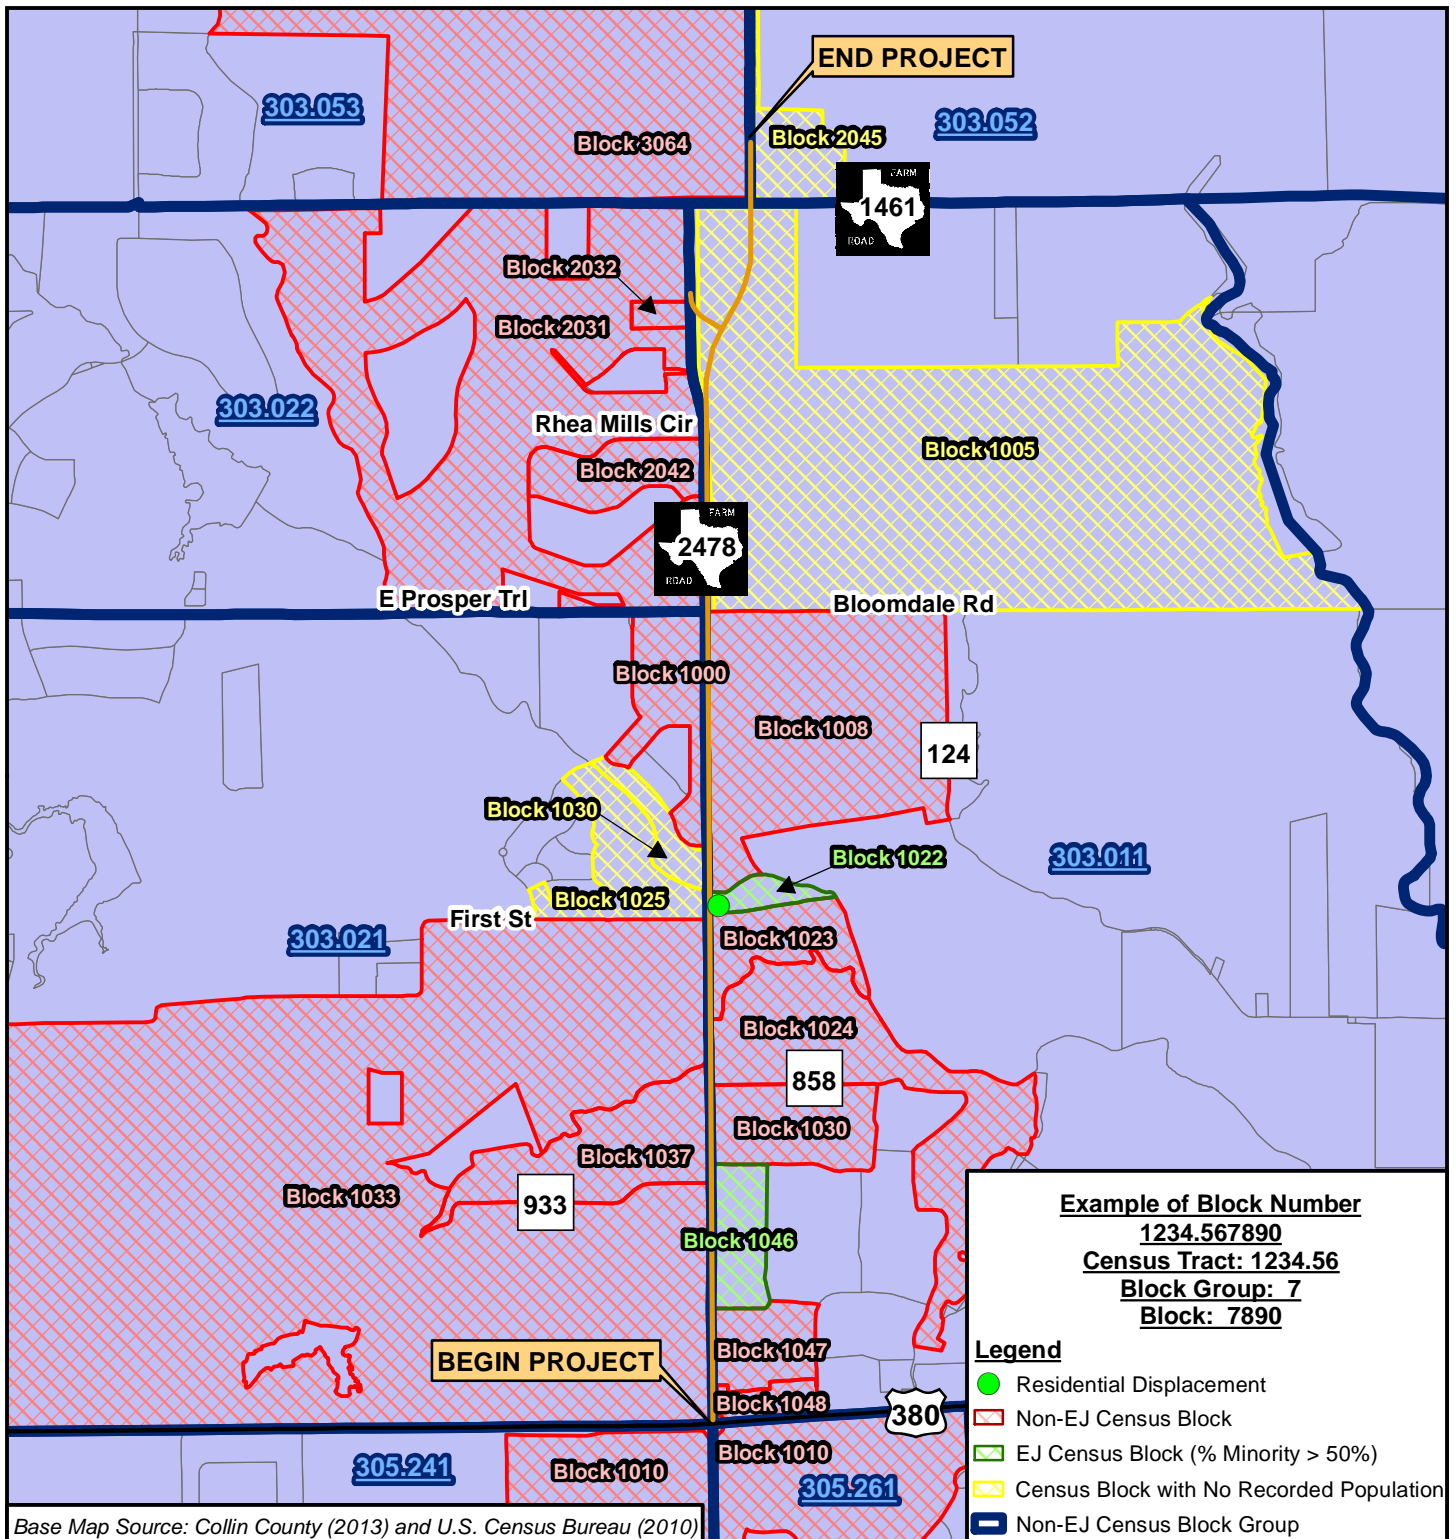 END PROJECT
303.053
303.052
Block 3064
Block 2045
FARM
1461
ROAD
Block 2032
Block 2031
303.022
Rhea Mills Cir
Block 2042
Block 1005
FARM
2478
ROAD
E Prosper Trl
Bloomdale Rd
Block 1000
Block 1008
124
Block 1030
Block 1022
303.011
Block 1025
First St
303.021
Block 1023
Block 1024
858
Block 1030
Block 1037
Block 1033
933
Block 1046
BEGIN PROJECT
Block 1047
Block 1048
380
Block 1010
305.241
Block 1010
305.261
Example of Block Number
1234.567890
Census Tract: 1234.56
Block Group: 7
Block: 7890
Legend
Residential Displacement
Non-EJ Census Block
EJ Census Block (% Minority > 50%)
Census Block with No Recorded Population
Non-EJ Census Block Group
Base Map Source: Collin County (2013) and U.S. Census Bureau (2010)